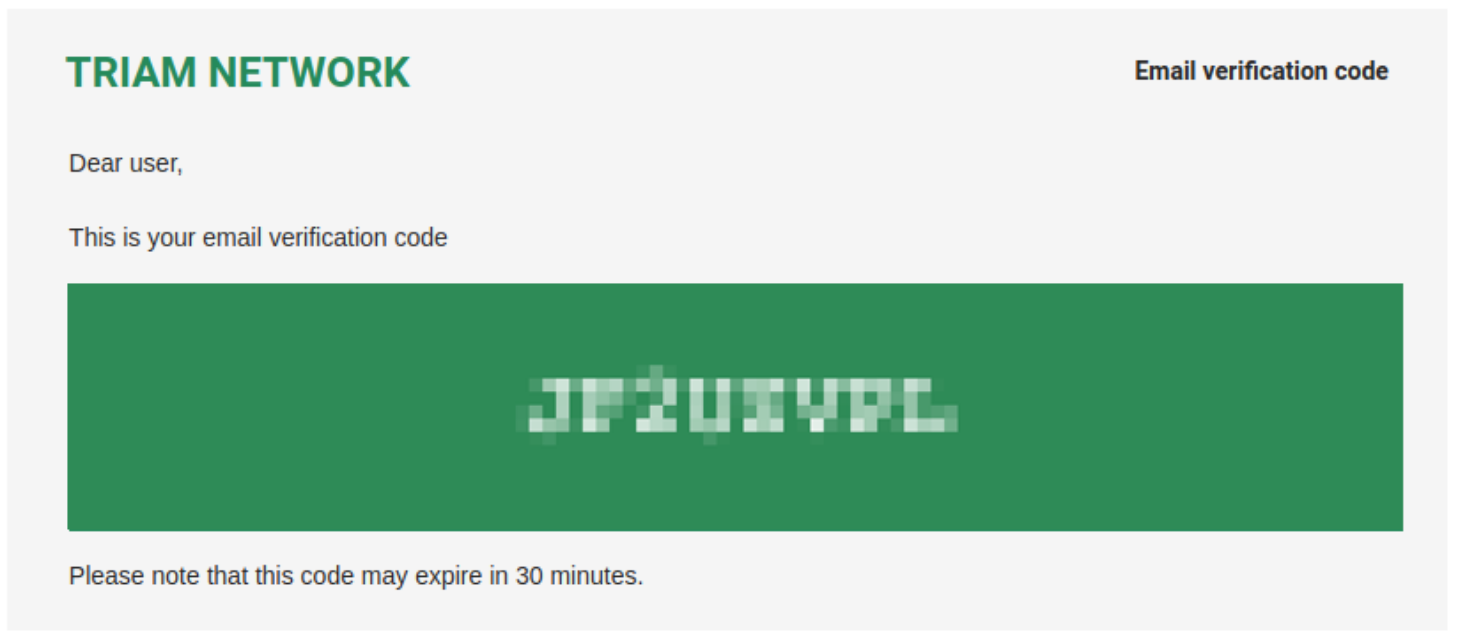 TRIAM NETWORK
Email verification code
Dear user,
This is your email verification code
Please note that this code may expire in 30 minutes.